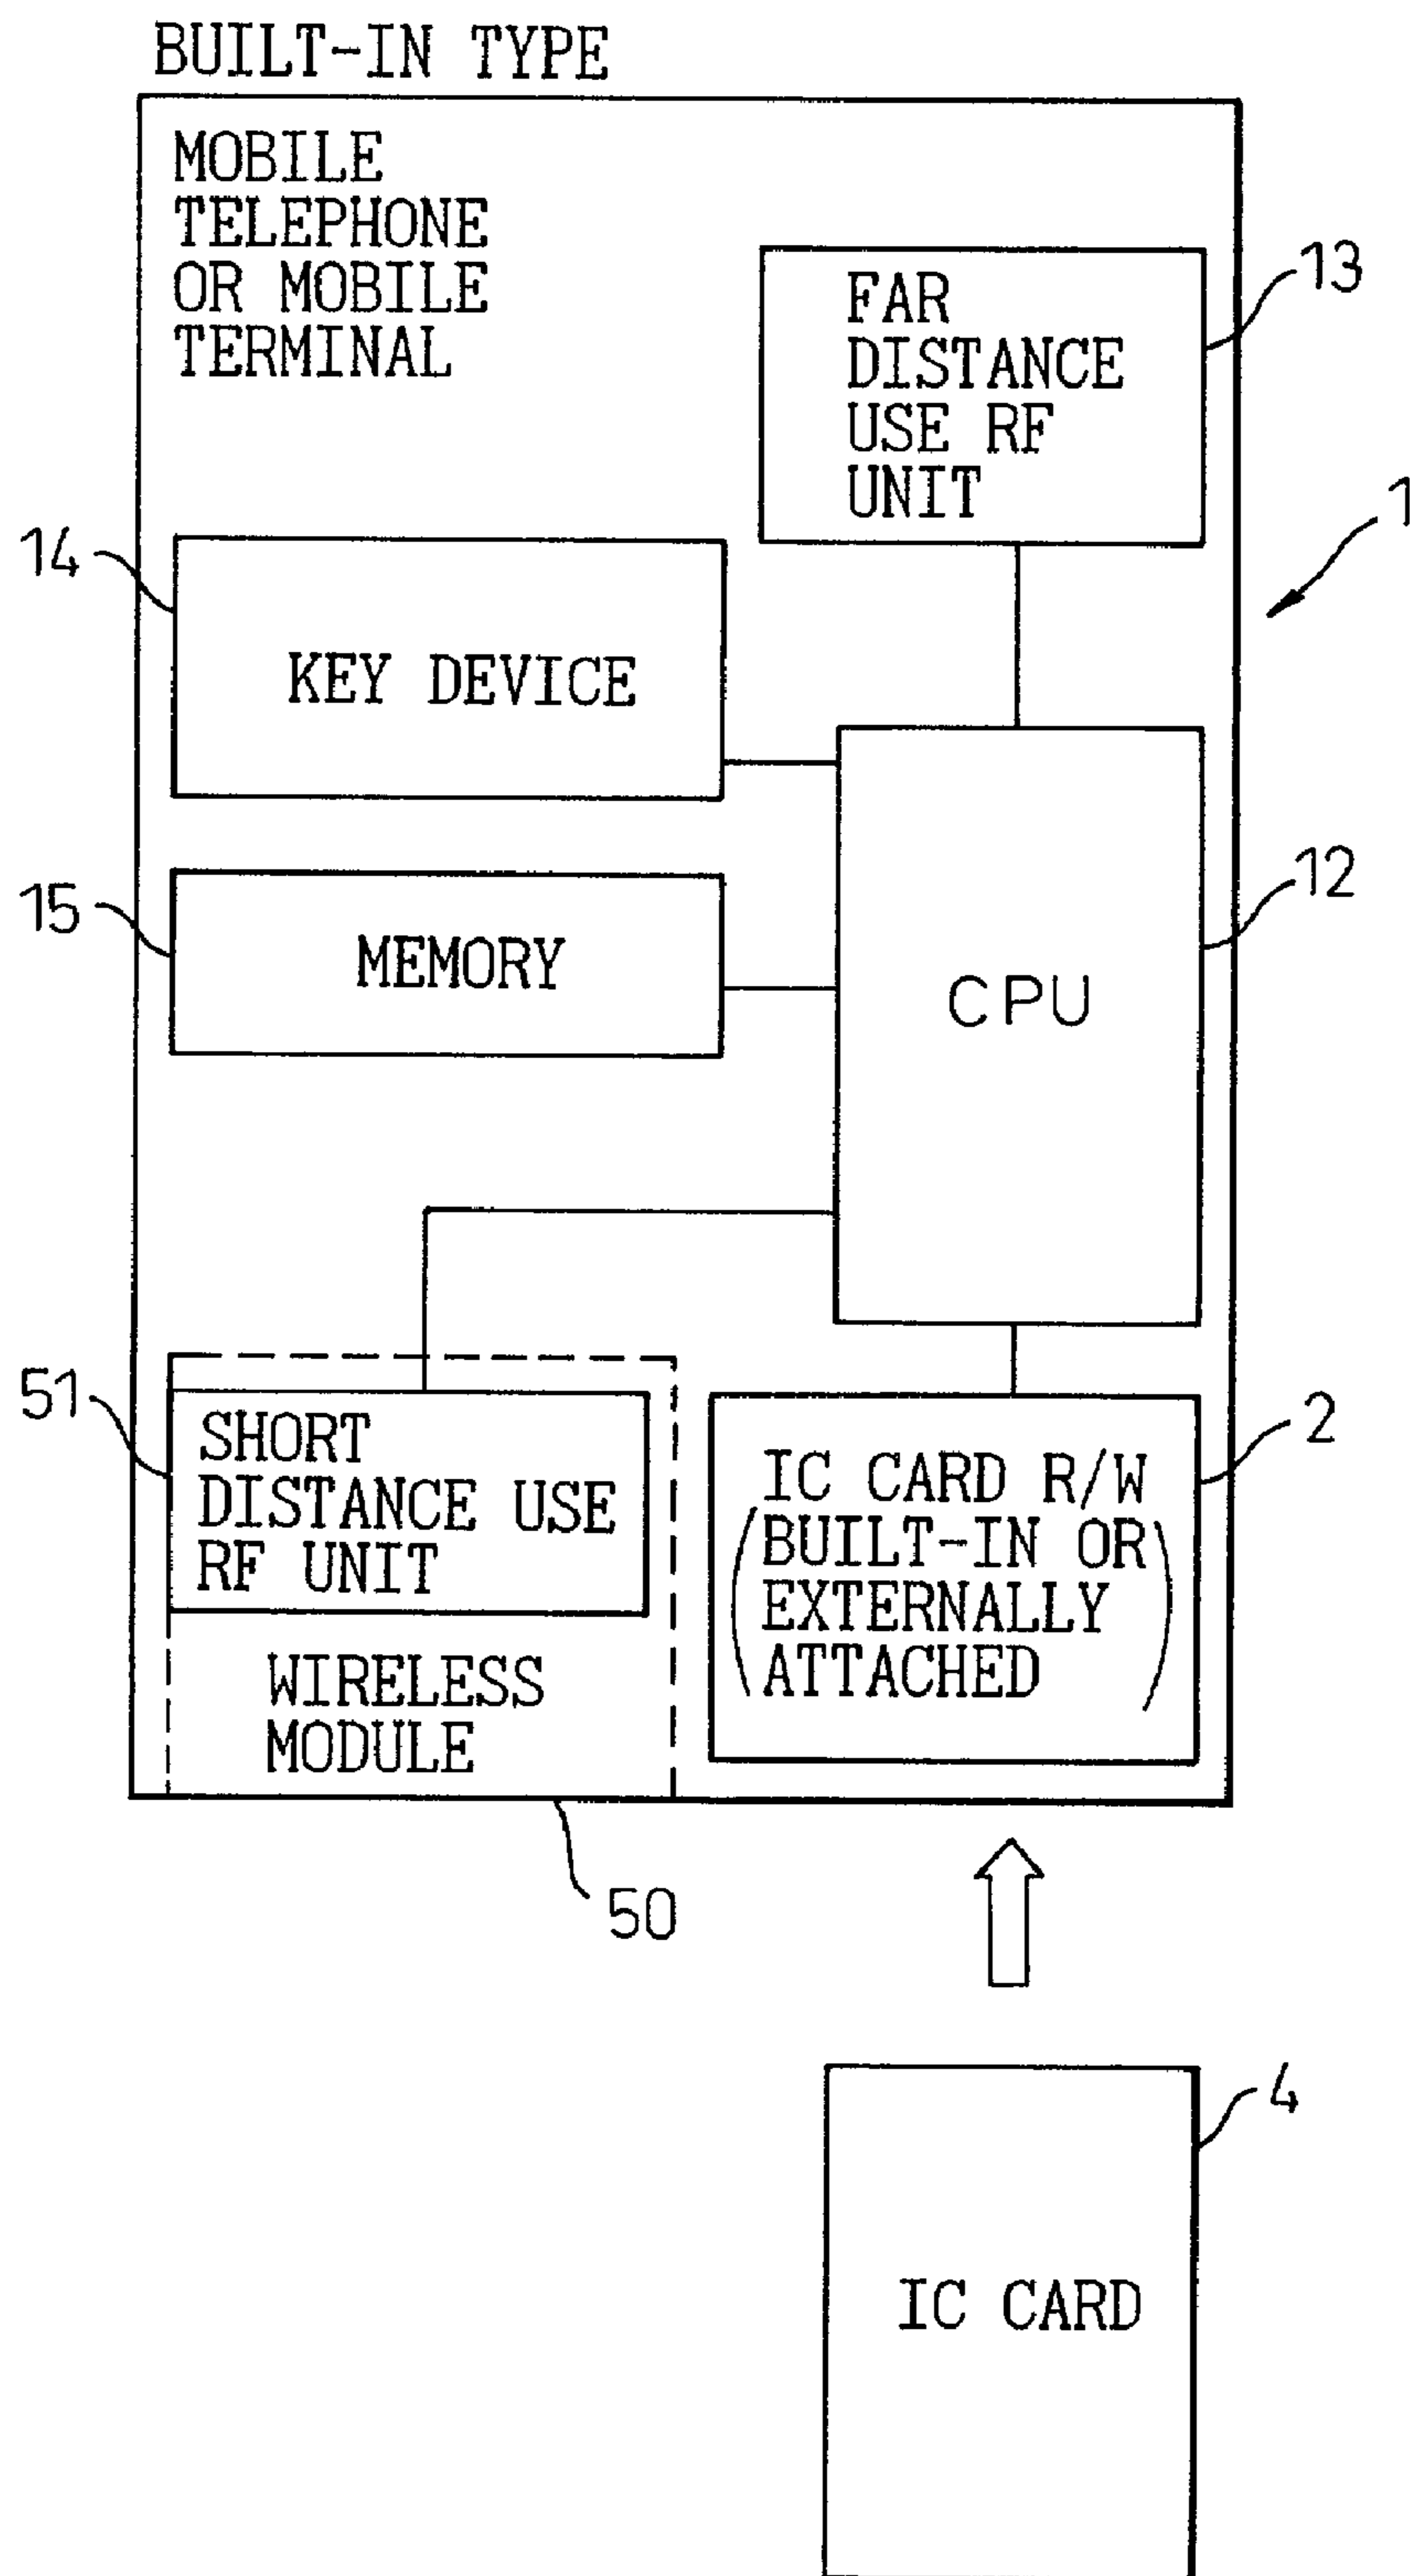 BUILT-IN TYPE
MOBILE
TELEPHONE
OR MOBILE
TERMINAL
FAR
DISTANCE
USE RF
UNIT
13
1
14
KEY DEVICE
15
MEMORY
12
CPU
51
SHORT
DISTANCE USE
RF UNIT
WIRELESS
MODULE
2
IC CARD R/W
(BUILT-IN OR
EXTERNALLY
ATTACHED)
50
4
IC CARD